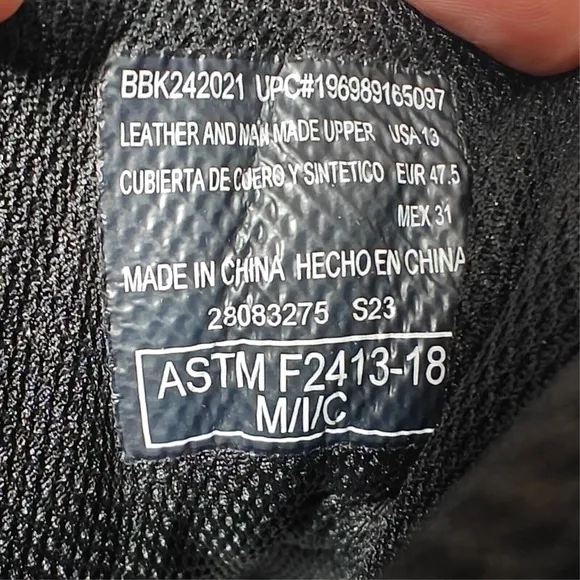 BBK242021 UPC#196989165097
LEATHER AND MAN MADE UPPER USA 13
CUBIERTA DE CUERO Y SINTETICO EUR 47.5
MEX 31
MADE IN CHINA HECHO EN CHINA
28083275 S23
ASTM F2413-18
M/I/C